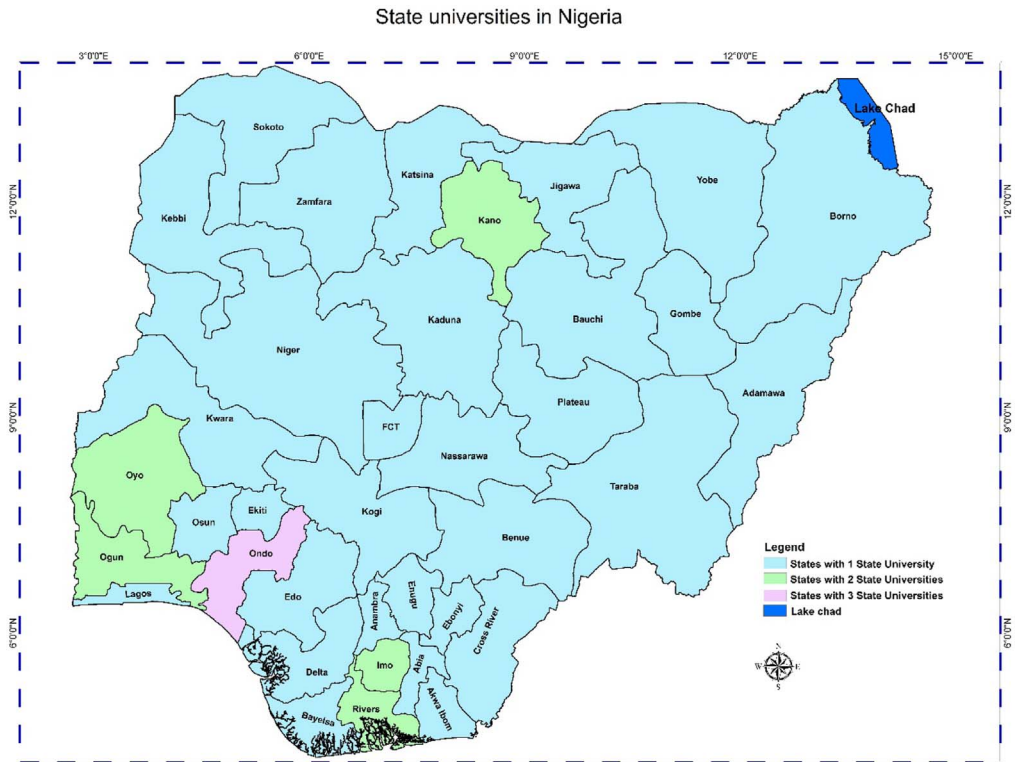 State universities in Nigeria
3°0'0"E 6°0'0"E 9°0'0"E 12°0'0"E 15°0'0"E
Lake Chad
Sokoto
Katsina
Jigawa
Yobe
Zamfara
Kebbi
Kano
Borno
12°0'0"N 12°0'0"N
Kaduna
Bauchi
Gombe
Niger
Adamawa
Plateau
Kwara
FCT
9°0'0"N 9°0'0"N
Nassarawa
Oyo
Taraba
Osun
Ekiti
Kogi
Benue
Ogun
Ondo
Lagos
Edo
Anambra
Enugu
Ebonyi
Cross River
6°0'0"N 6°0'0"N
Imo
Abia
Delta
Akwa Ibom
Rivers
Bayelsa
Legend
States with 1 State University
States with 2 State Universities
States with 3 State Universities
Lake chad
N
W E
S